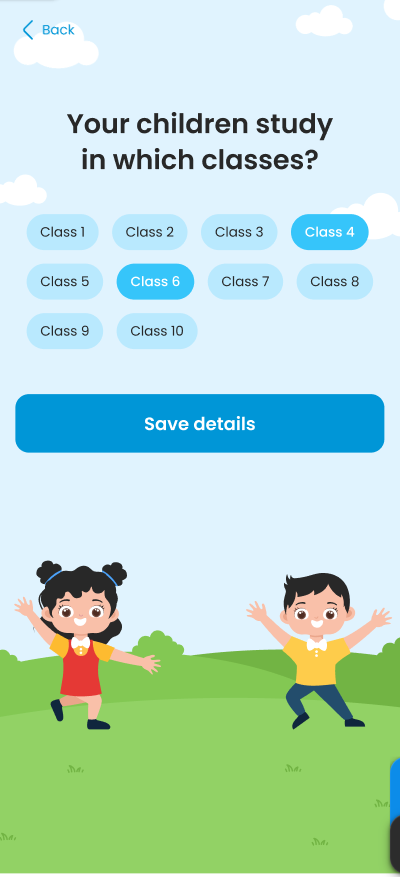 Back
Your children study
in which classes?
Class 1 Class 2 Class 3 Class 4
Class 5 Class 6 Class 7 Class 8
Class 9 Class 10
Save details